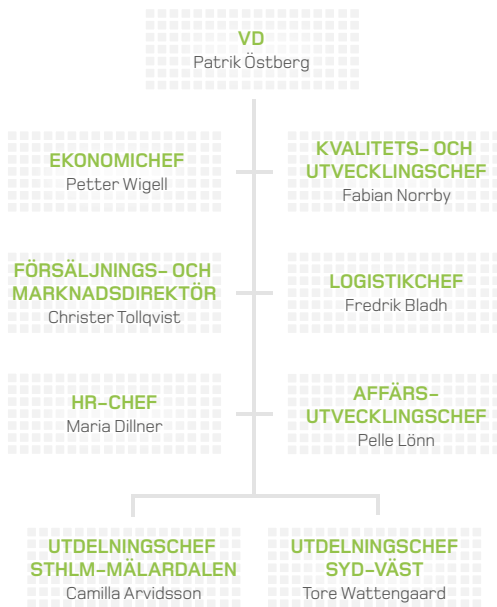 VD
Patrik Östberg
EKONOMICHEF
Petter Wigell
KVALITETS- OCH
UTVECKLINGSCHEF
Fabian Norrby
FÖRSÄLJNINGS- OCH
MARKNADSDIREKTÖR
Christer Tollqvist
LOGISTIKCHEF
Fredrik Bladh
HR-CHEF
Maria Dillner
AFFÄRS-
UTVECKLINGSCHEF
Pelle Lönn
UTDELNINGSCHEF
STHLM-MÄLARDALEN
Camilla Arvidsson
UTDELNINGSCHEF
SYD-VÄST
Tore Wattengaard